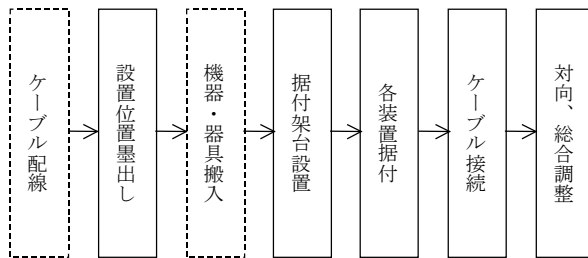 ケーブル配線
設置位置墨出し
機器・器具搬入
据付架台設置
各装置据付
ケーブル接続
対向、総合調整